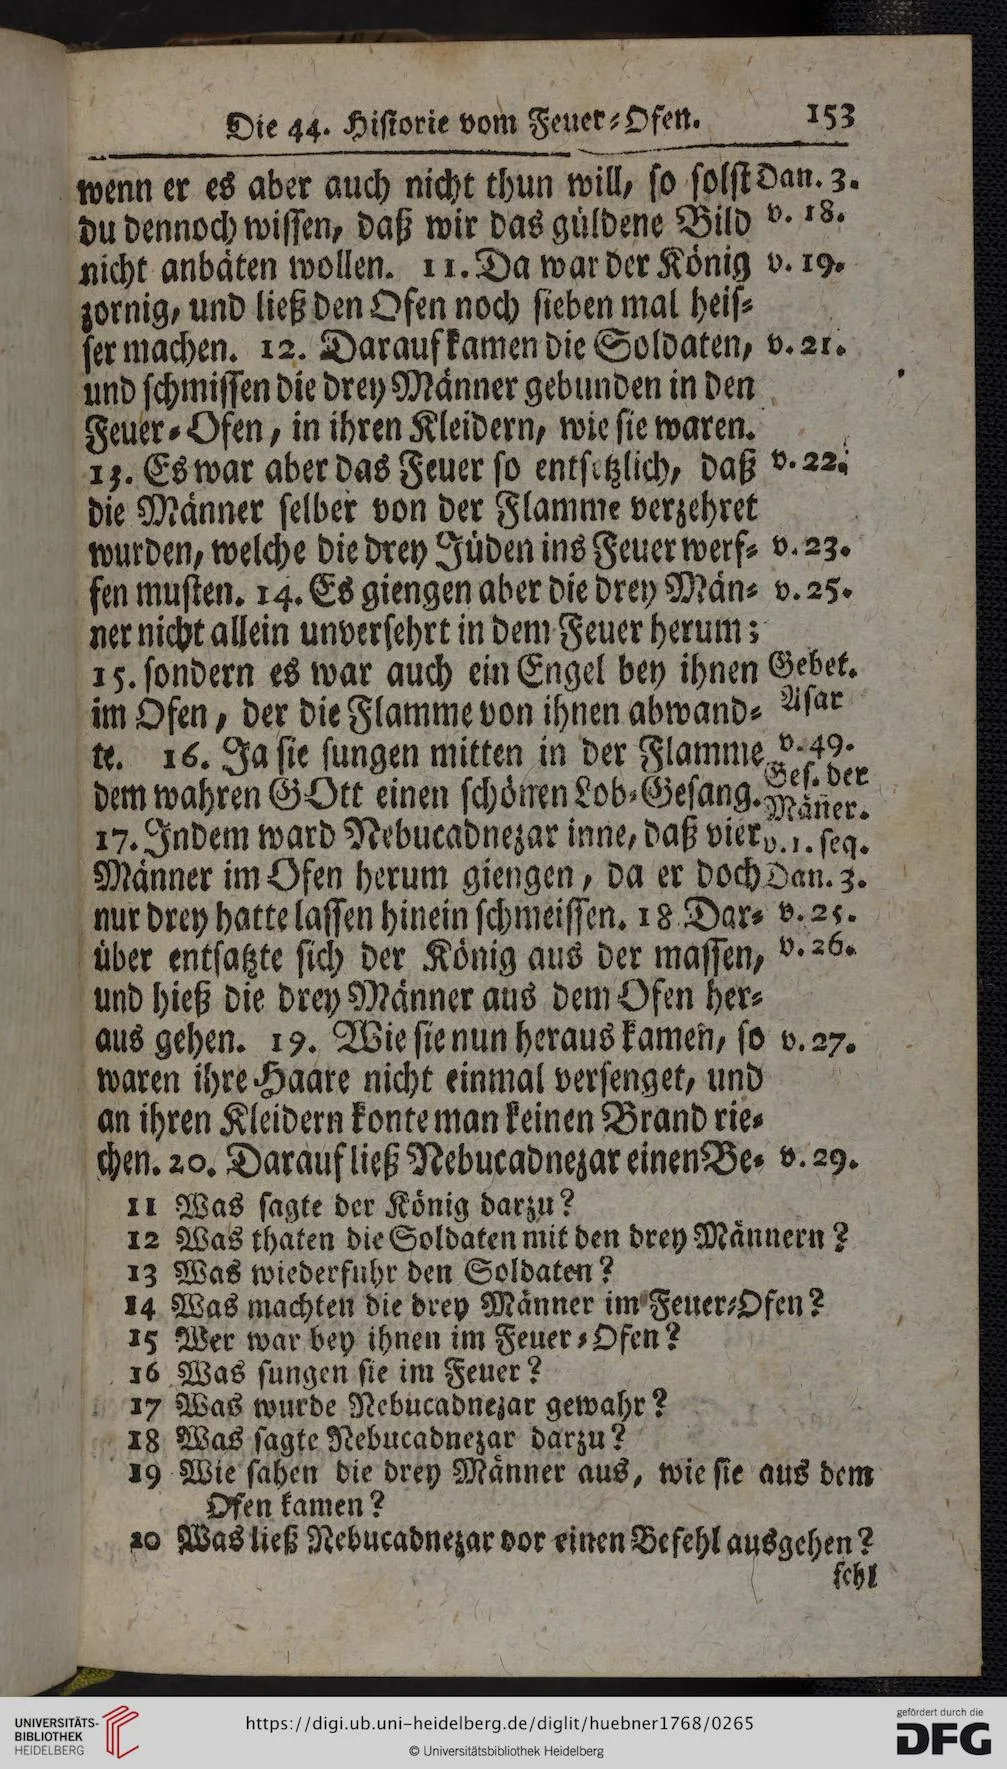 Die 44. Historie vom Feuer-Ofen. 153
wenn er es aber auch nicht thun will, so solst Dan. 3.
du dennoch wissen, daß wir das güldene Bild v. 18.
nicht anbäten wollen. 11. Da war der König v. 19.
zornig, und ließ den Ofen noch sieben mal heis-
ser machen. 12. Darauf kamen die Soldaten, v. 21.
und schmissen die drey Männer gebunden in den
Feuer-Ofen, in ihren Kleidern, wie sie waren.
13. Es war aber das Feuer so entsetzlich, daß v. 22.
die Männer selber von der Flamme verzehret
wurden, welche die drey Jüden ins Feuer werf- v. 23.
fen musten. 14. Es giengen aber die drey Män- v. 25.
ner nicht allein unversehrt in dem Feuer herum;
15. sondern es war auch ein Engel bey ihnen Gebet.
im Ofen, der die Flamme von ihnen abwand- Asar
te. 16. Ja sie sungen mitten in der Flamme v. 49.
Ges. der
dem wahren GOtt einen schönen Lob-Gesang. Männer.
17. Indem ward Nebucadnezar inne, daß vier v. 1. seq.
Männer im Ofen herum giengen, da er doch Dan. 3.
nur drey hatte lassen hinein schmeissen. 18. Dar- v. 25.
über entsatzte sich der König aus der massen, v. 26.
und hieß die drey Männer aus dem Ofen her-
aus gehen. 19. Wie sie nun heraus kamen, so v. 27.
waren ihre Haare nicht einmal versenget, und
an ihren Kleidern konte man keinen Brand rie-
chen. 20. Darauf ließ Nebucadnezar einen Be- v. 29.
11 Was sagte der König darzu?
12 Was thaten die Soldaten mit den drey Männern?
13 Was wiederfuhr den Soldaten?
14 Was machten die drey Männer im Feuer-Ofen?
15 Wer war bey ihnen im Feuer-Ofen?
16 Was sungen sie im Feuer?
17 Was wurde Nebucadnezar gewahr?
18 Was sagte Nebucadnezar darzu?
19 Wie sahen die drey Männer aus, wie sie aus dem
Ofen kamen?
20 Was ließ Nebucadnezar vor einen Befehl ausgehen?
fehl
UNIVERSITÄTS-
BIBLIOTHEK
HEIDELBERG
https://digi.ub.uni-heidelberg.de/diglit/huebner1768/0265
© Universitätsbibliothek Heidelberg
gefördert durch die
DFG